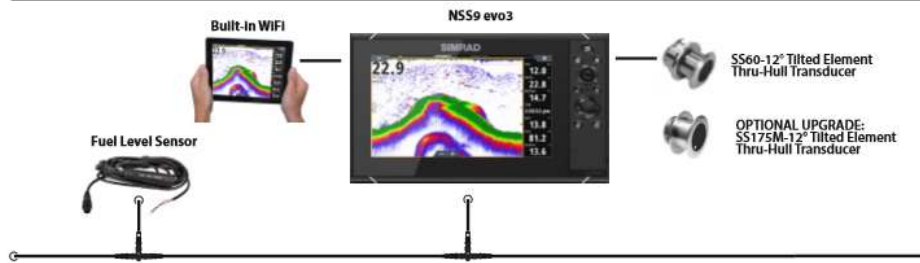 NSS9 evo3
Built-in WiFi
SIMRAD
22.9
12.0
22.8
14.7
13.8
81.2
13.6
SS60-12° Tilted Element
Thru-Hull Transducer
OPTIONAL UPGRADE:
SS175M-12° Tilted Element
Thru-Hull Transducer
Fuel Level Sensor